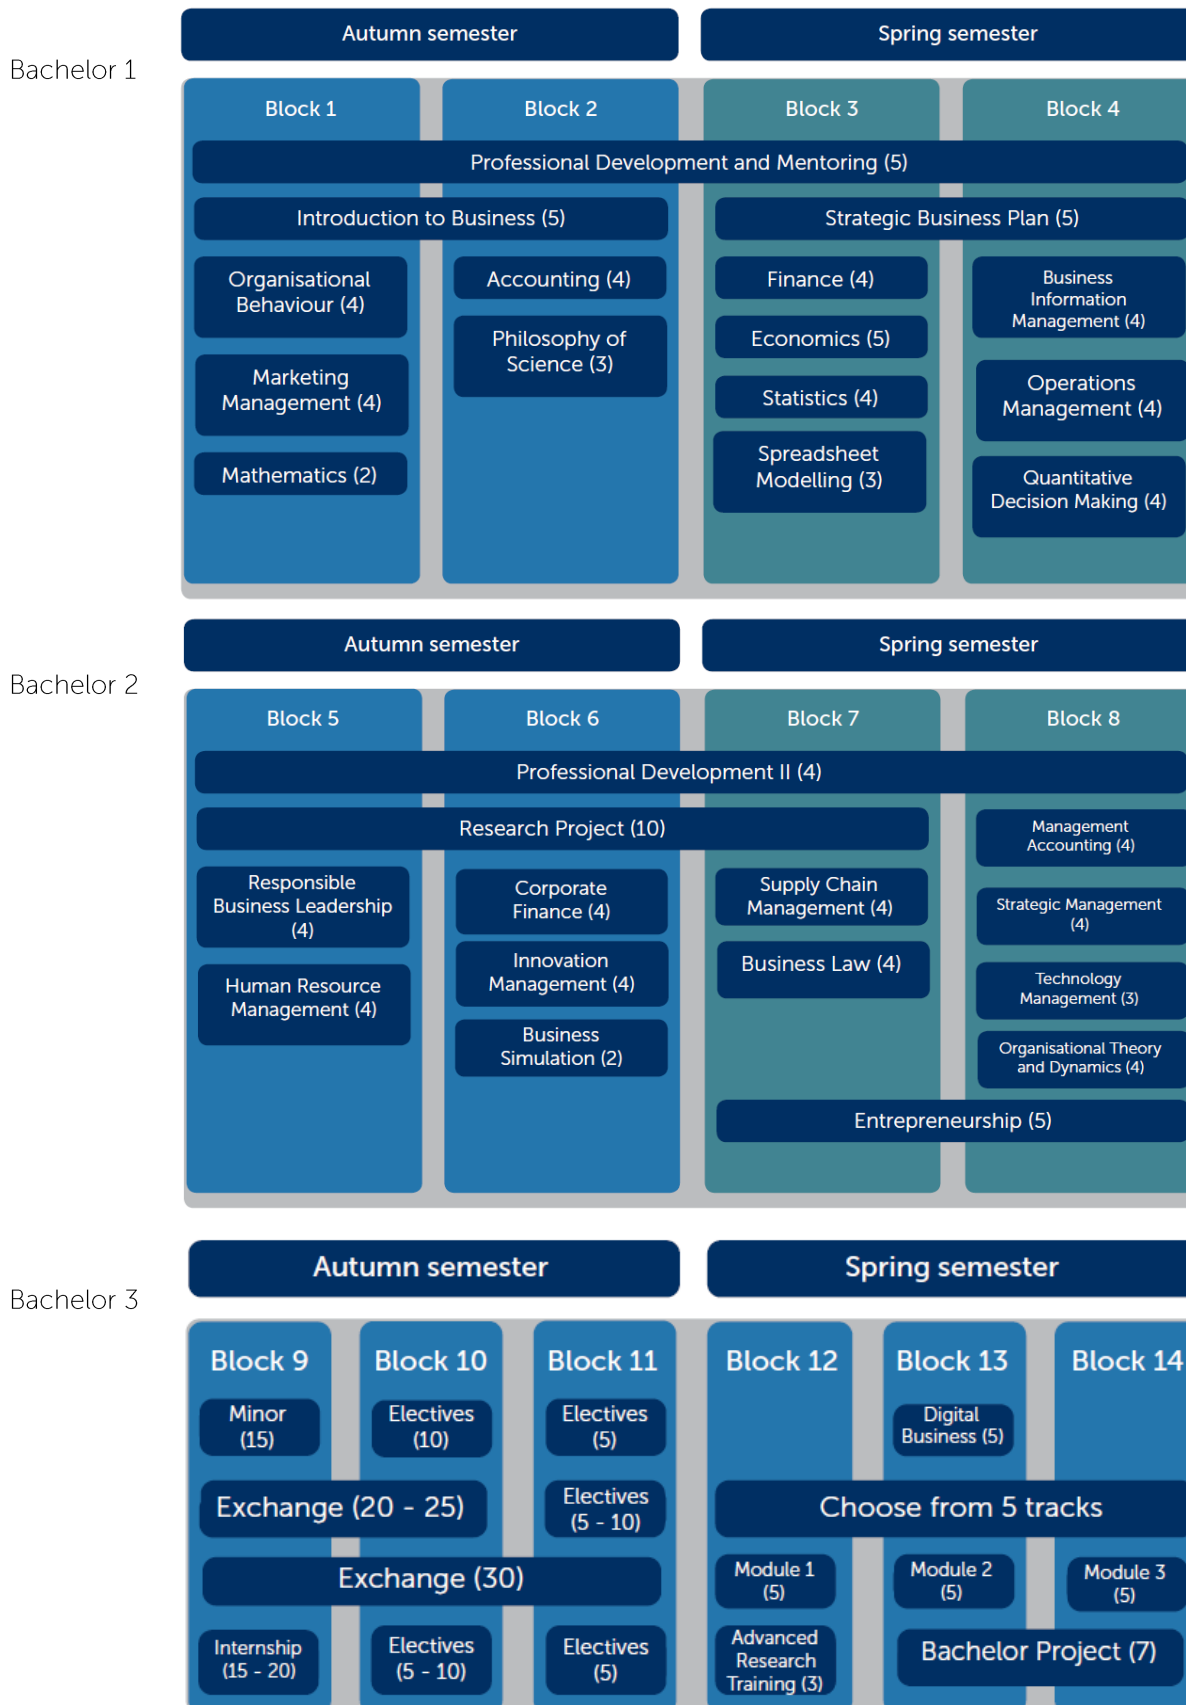 Autumn semester
Spring semester
Bachelor 1
Block 1
Block 2
Block 3
Block 4
Professional Development and Mentoring (5)
Introduction to Business (5)
Strategic Business Plan (5)
Organisational
Behaviour (4)
Marketing
Management (4)
Mathematics (2)
Accounting (4)
Philosophy of
Science (3)
Finance (4)
Economics (5)
Statistics (4)
Spreadsheet
Modelling (3)
Business
Information
Management (4)
Operations
Management (4)
Quantitative
Decision Making (4)
Autumn semester
Spring semester
Bachelor 2
Block 5
Block 6
Block 7
Block 8
Professional Development II (4)
Research Project (10)
Responsible
Business Leadership
(4)
Human Resource
Management (4)
Corporate
Finance (4)
Innovation
Management (4)
Business
Simulation (2)
Supply Chain
Management (4)
Business Law (4)
Management
Accounting (4)
Strategic Management
(4)
Technology
Management (3)
Organisational Theory
and Dynamics (4)
Entrepreneurship (5)
Autumn semester
Spring semester
Bachelor 3
Block 9
Block 10
Block 11
Block 12
Block 13
Block 14
Minor
(15)
Electives
(10)
Electives
(5)
Digital
Business (5)
Exchange (20 - 25)
Electives
(5 - 10)
Choose from 5 tracks
Exchange (30)
Module 1
(5)
Module 2
(5)
Module 3
(5)
Internship
(15 - 20)
Electives
(5 - 10)
Electives
(5)
Advanced
Research
Training (3)
Bachelor Project (7)